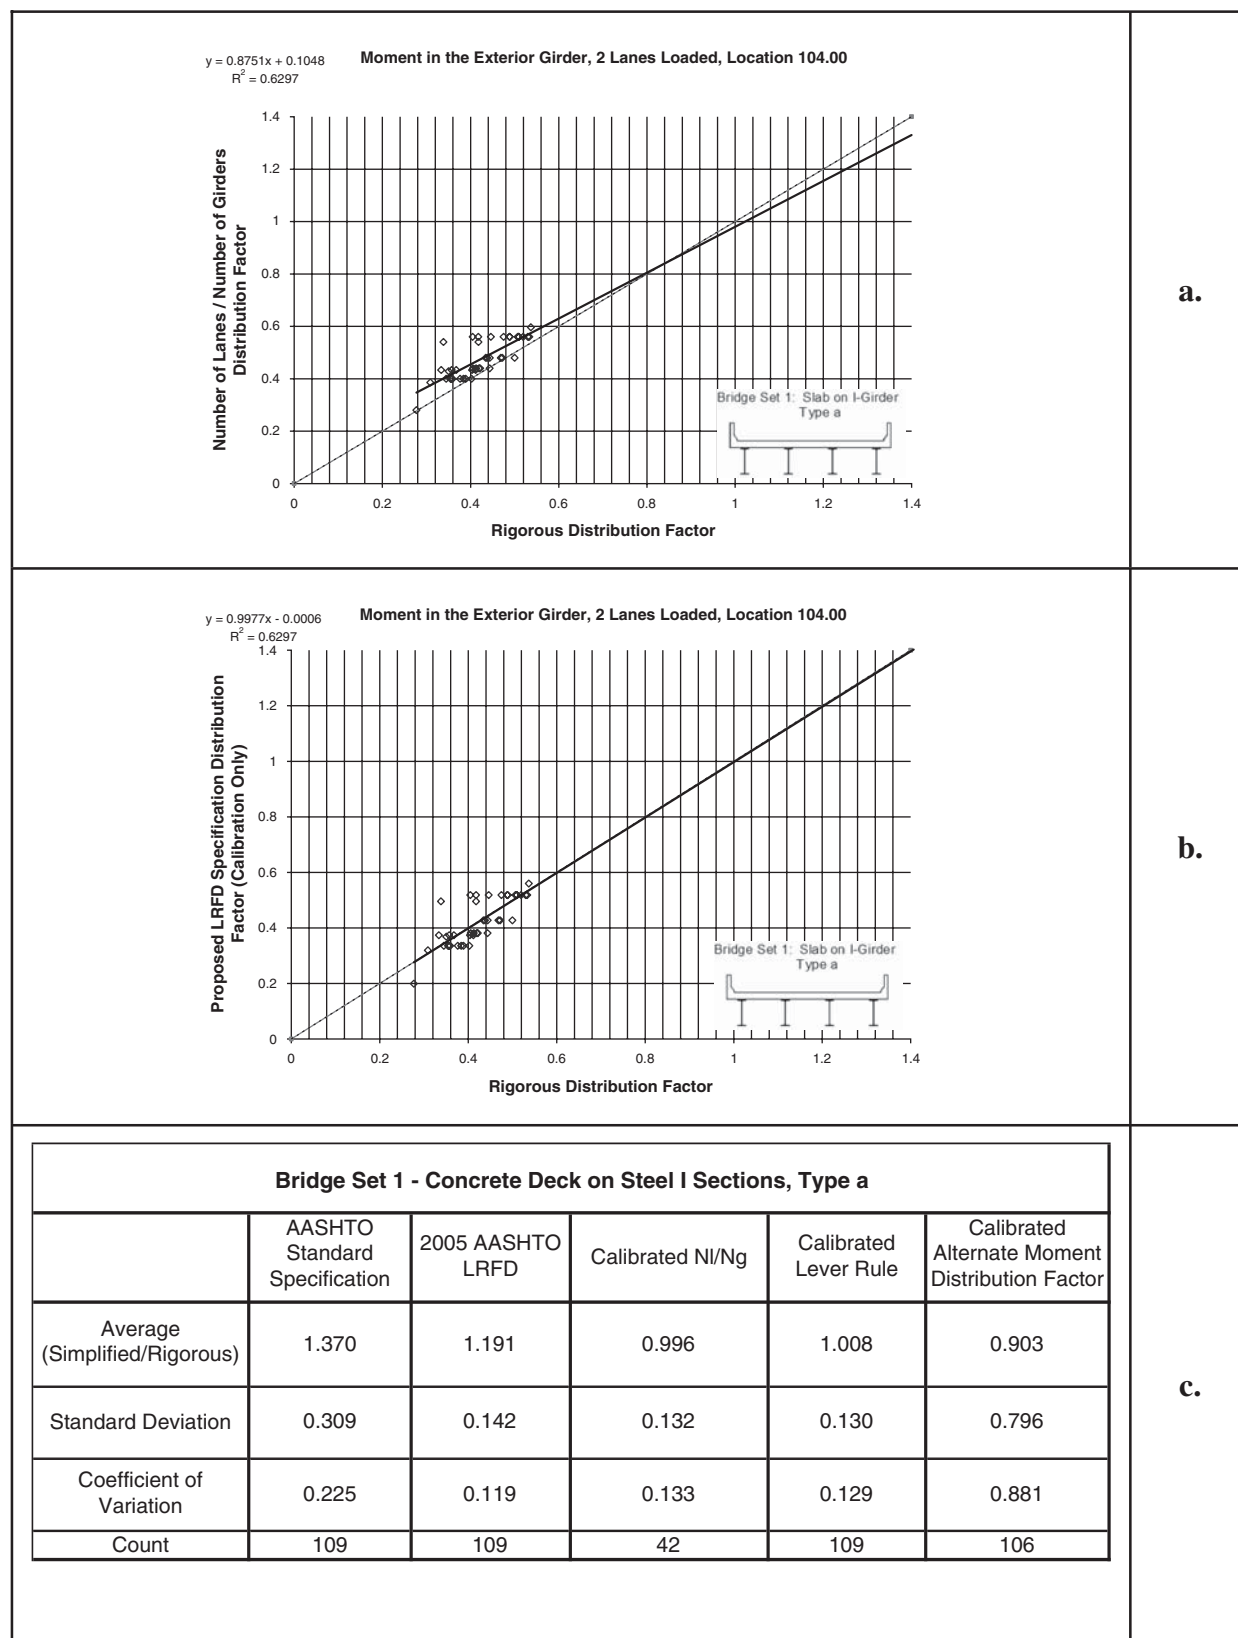 y = 0.8751x + 0.1048
R² = 0.6297
Moment in the Exterior Girder, 2 Lanes Loaded, Location 104.00
Number of Lanes / Number of Girders
Distribution Factor
1.4
1.2
1
0.8
0.6
0.4
0.2
0
0 0.2 0.4 0.6 0.8 1 1.2 1.4
Rigorous Distribution Factor
Bridge Set 1: Slab on I-Girder
Type a
a.
y = 0.9977x - 0.0006
R² = 0.6297
Moment in the Exterior Girder, 2 Lanes Loaded, Location 104.00
Proposed LRFD Specification Distribution
Factor (Calibration Only)
1.4
1.2
1
0.8
0.6
0.4
0.2
0
0 0.2 0.4 0.6 0.8 1 1.2 1.4
Rigorous Distribution Factor
Bridge Set 1: Slab on I-Girder
Type a
b.
Bridge Set 1 - Concrete Deck on Steel I Sections, Type a
AASHTO
Standard
Specification
2005 AASHTO
LRFD
Calibrated Nl/Ng
Calibrated
Lever Rule
Calibrated
Alternate Moment
Distribution Factor
Average
(Simplified/Rigorous)
1.370 1.191 0.996 1.008 0.903
Standard Deviation 0.309 0.142 0.132 0.130 0.796
Coefficient of
Variation
0.225 0.119 0.133 0.129 0.881
Count 109 109 42 109 106
c.